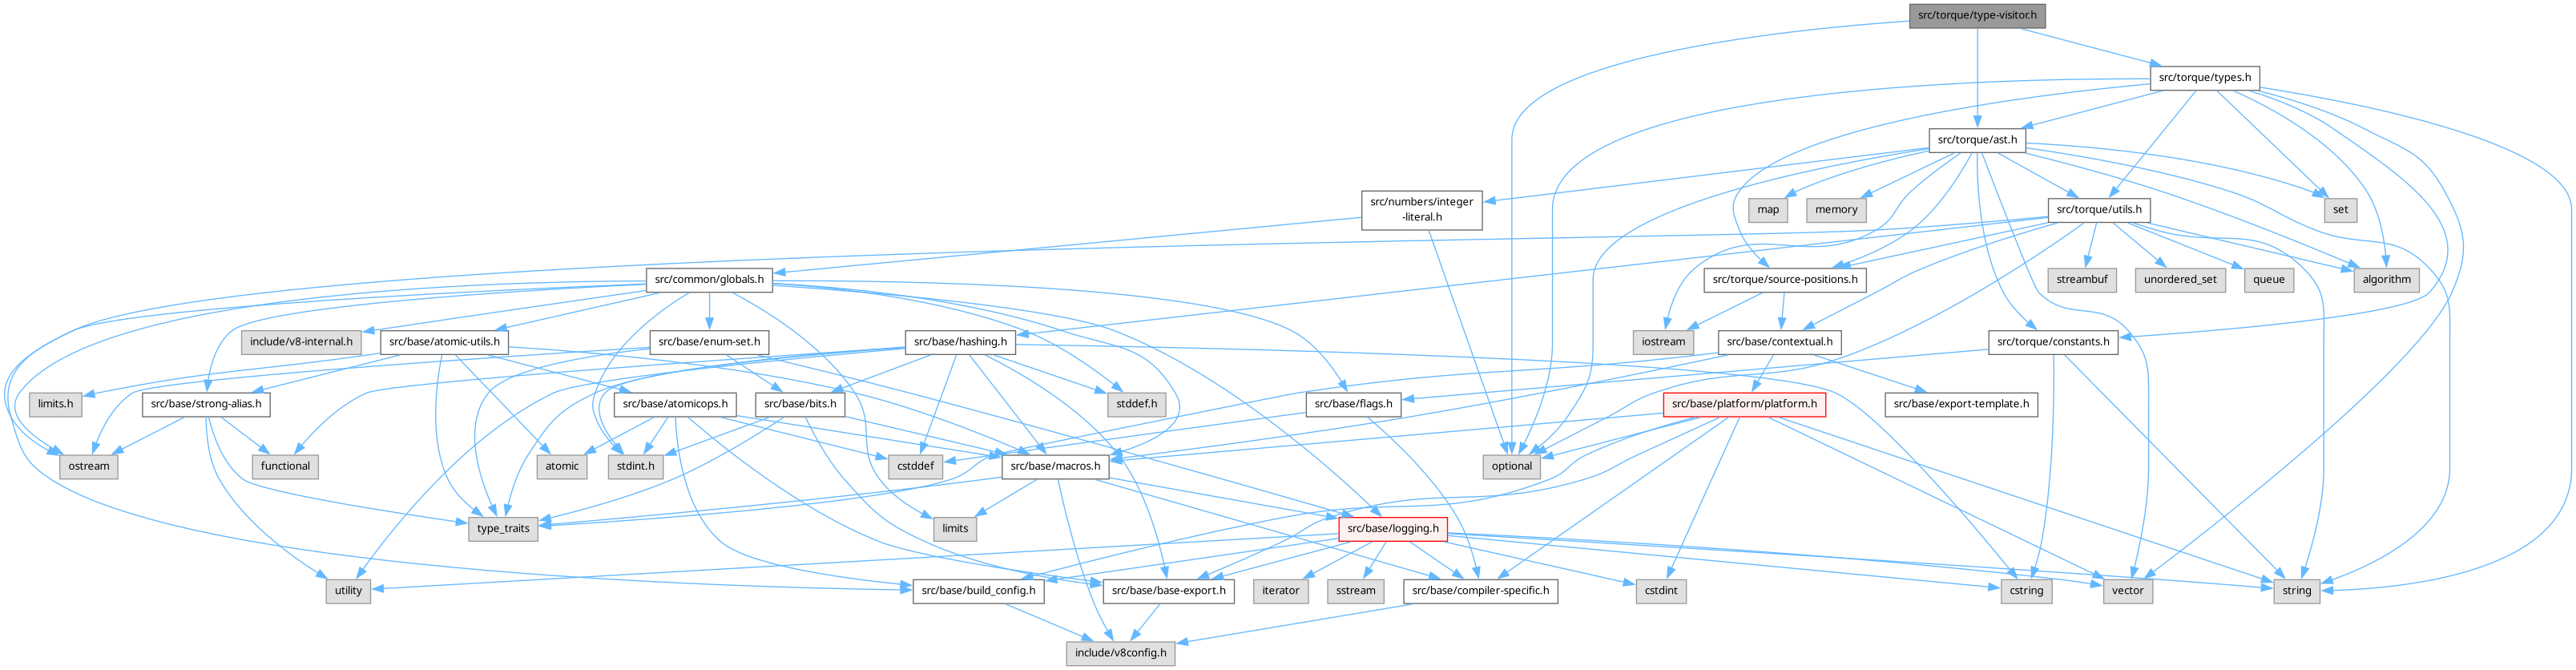 src/torque/type-visitor.h
src/torque/types.h
src/torque/ast.h
src/numbers/integer
-literal.h
map
memory
src/torque/utils.h
set
src/common/globals.h
src/torque/source-positions.h
streambuf
unordered_set
queue
algorithm
include/v8-internal.h
src/base/atomic-utils.h
src/base/enum-set.h
src/base/hashing.h
iostream
src/base/contextual.h
src/torque/constants.h
limits.h
src/base/strong-alias.h
src/base/atomicops.h
src/base/bits.h
stddef.h
src/base/flags.h
src/base/platform/platform.h
src/base/export-template.h
ostream
functional
atomic
stdint.h
cstddef
src/base/macros.h
optional
type_traits
limits
src/base/logging.h
utility
src/base/build_config.h
src/base/base-export.h
iterator
sstream
src/base/compiler-specific.h
cstdint
cstring
vector
string
include/v8config.h